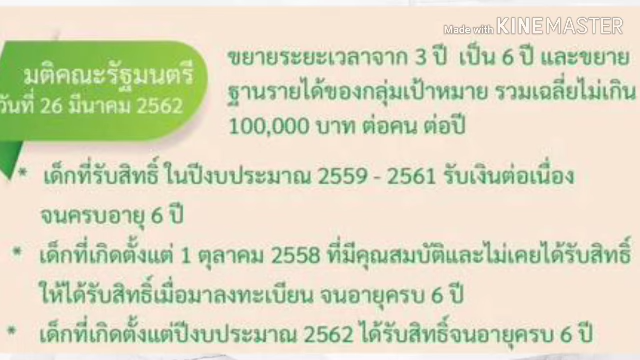 Made with KINEMASTER
มติคณะรัฐมนตรี
วันที่ 26 มีนาคม 2562
ขยายระยะเวลาจาก 3 ปี เป็น 6 ปี และขยาย
ฐานรายได้ของกลุ่มเป้าหมาย รวมเฉลี่ยไม่เกิน
100,000 บาท ต่อคน ต่อปี
* เด็กที่รับสิทธิ์ ในปีงบประมาณ 2559 - 2561 รับเงินต่อเนื่อง
จนครบอายุ 6 ปี
* เด็กที่เกิดตั้งแต่ 1 ตุลาคม 2558 ที่มีคุณสมบัติและไม่เคยได้รับสิทธิ์
ให้ได้รับสิทธิ์เมื่อมาลงทะเบียน จนอายุครบ 6 ปี
* เด็กที่เกิดตั้งแต่ปีงบประมาณ 2562 ได้รับสิทธิ์จนอายุครบ 6 ปี